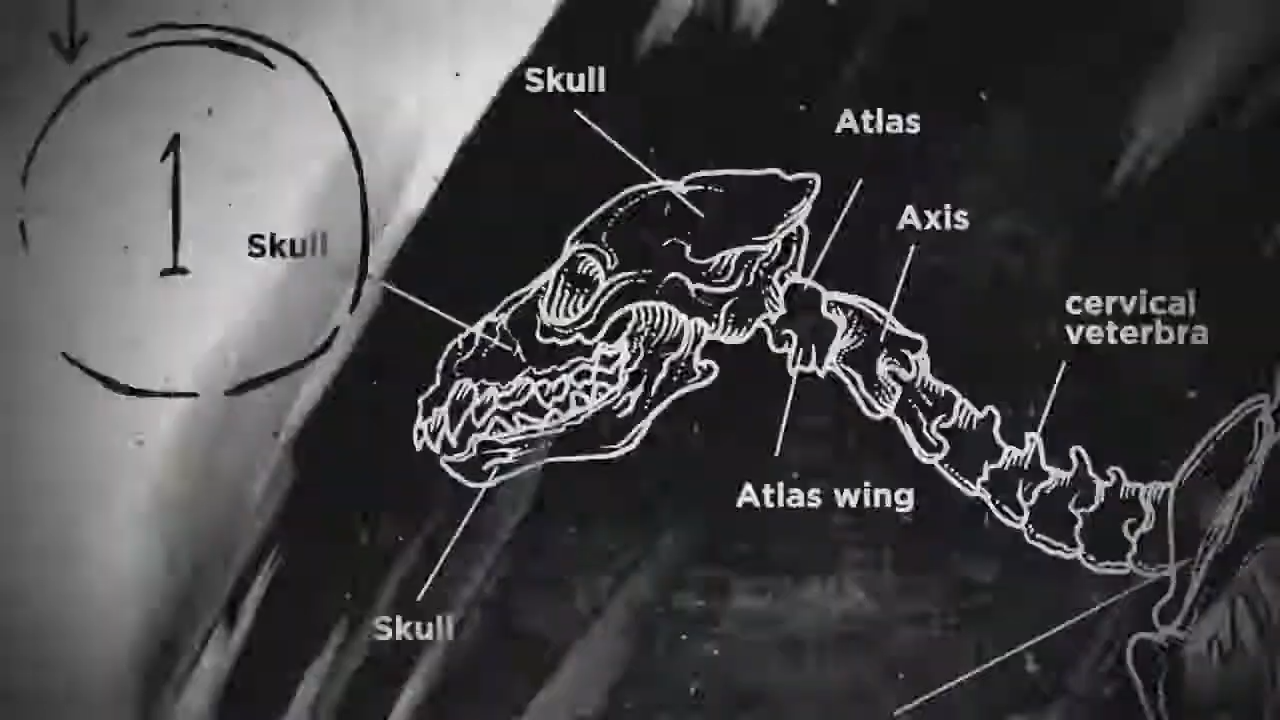 Skull
Atlas
1
Skull
Axis
cervical
veterbra
Atlas wing
Skull